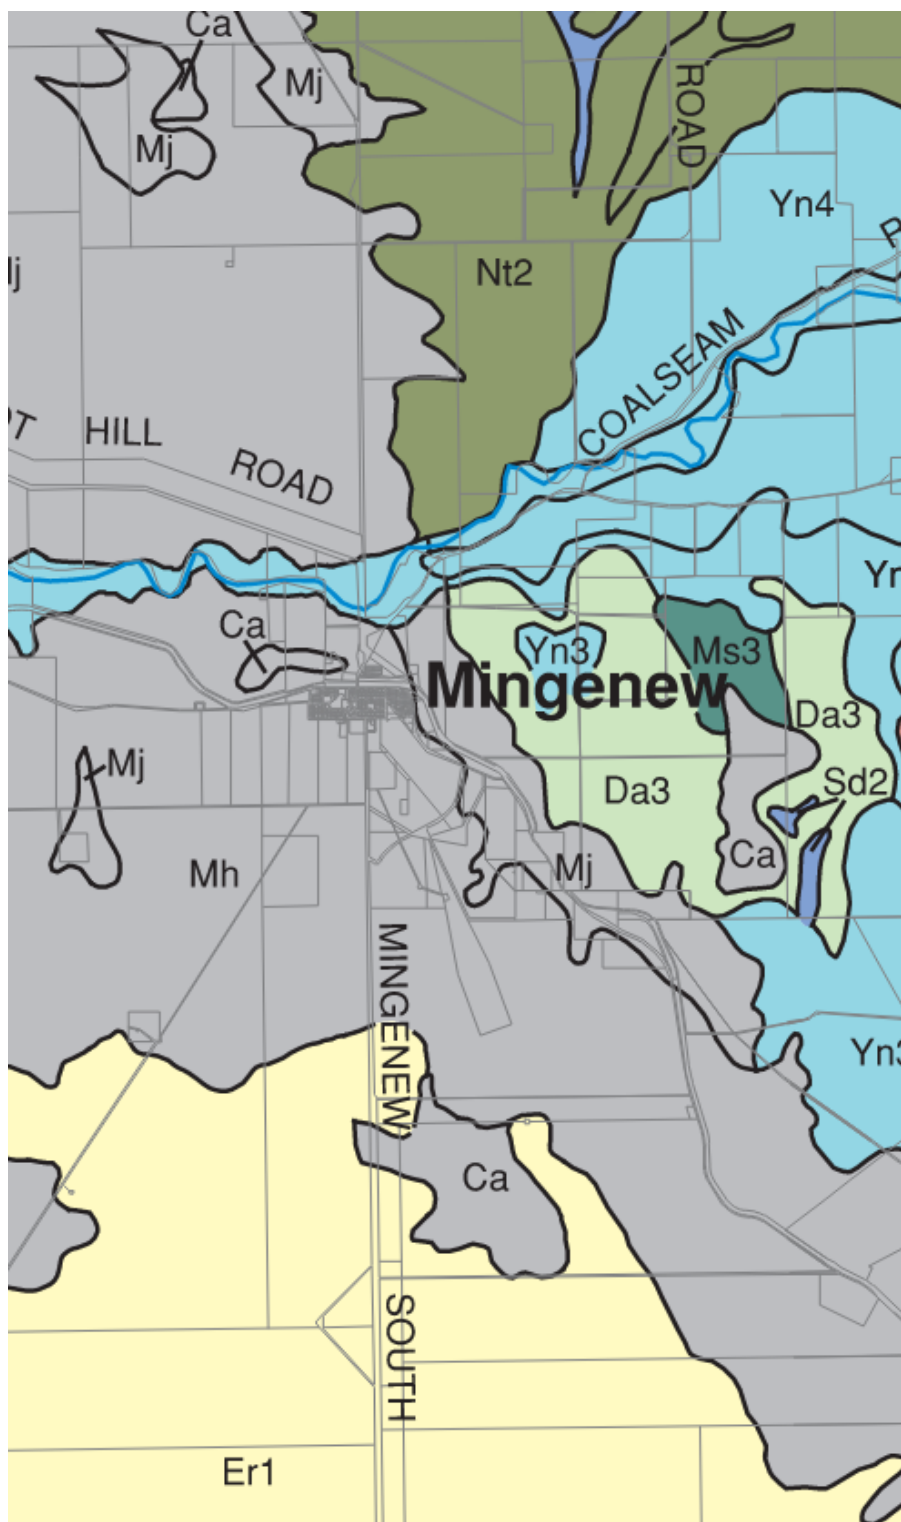 Ca
Mj
ROAD
Mj
Yn4
Nt2
COALSEAM
HILL
ROAD
Ca
Yn3
Ms3
Mingenew
Da3
Mj
Sd2
Da3
Ca
Mj
Mh
MINGENEW
Yn3
Ca
SOUTH
Er1